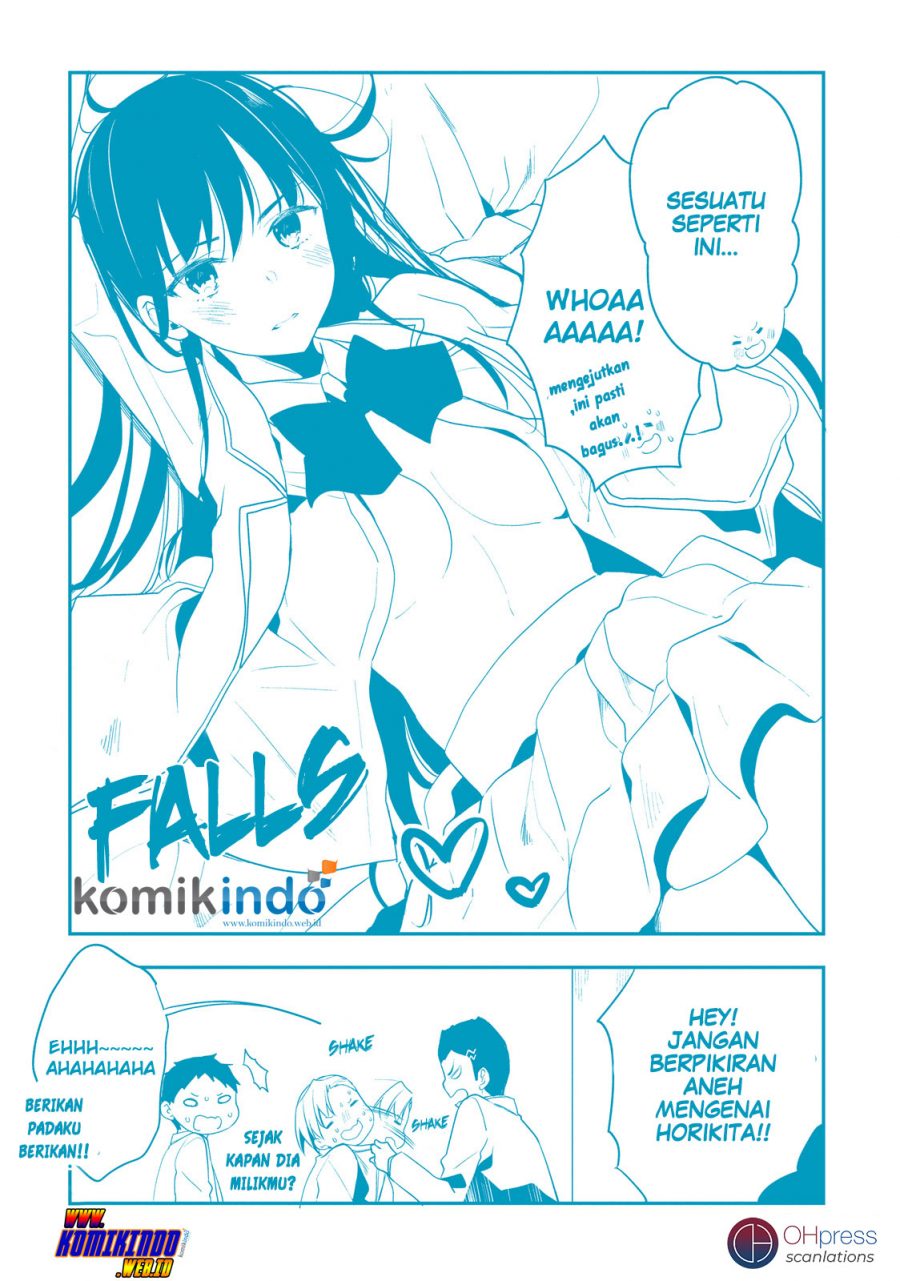 SESUATU
SEPERTI
INI...
WHOAA
AAAAA!
mengejutkan
,ini pasti
akan
bagus!.!
FALLS
komikindo
www.komikindo.web.id
HEY!
JANGAN
BERPIKIRAN
ANEH
MENGENAI
HORIKITA!!
SHAKE
SHAKE
SEJAK
KAPAN DIA
MILIKMU?
EHHH~~~~~
AHAHAHAHA
BERIKAN
PADAKU
BERIKAN!!
WWW.
KOMIKINDO
.WEB.ID
komikindo
OHpress
scanlations